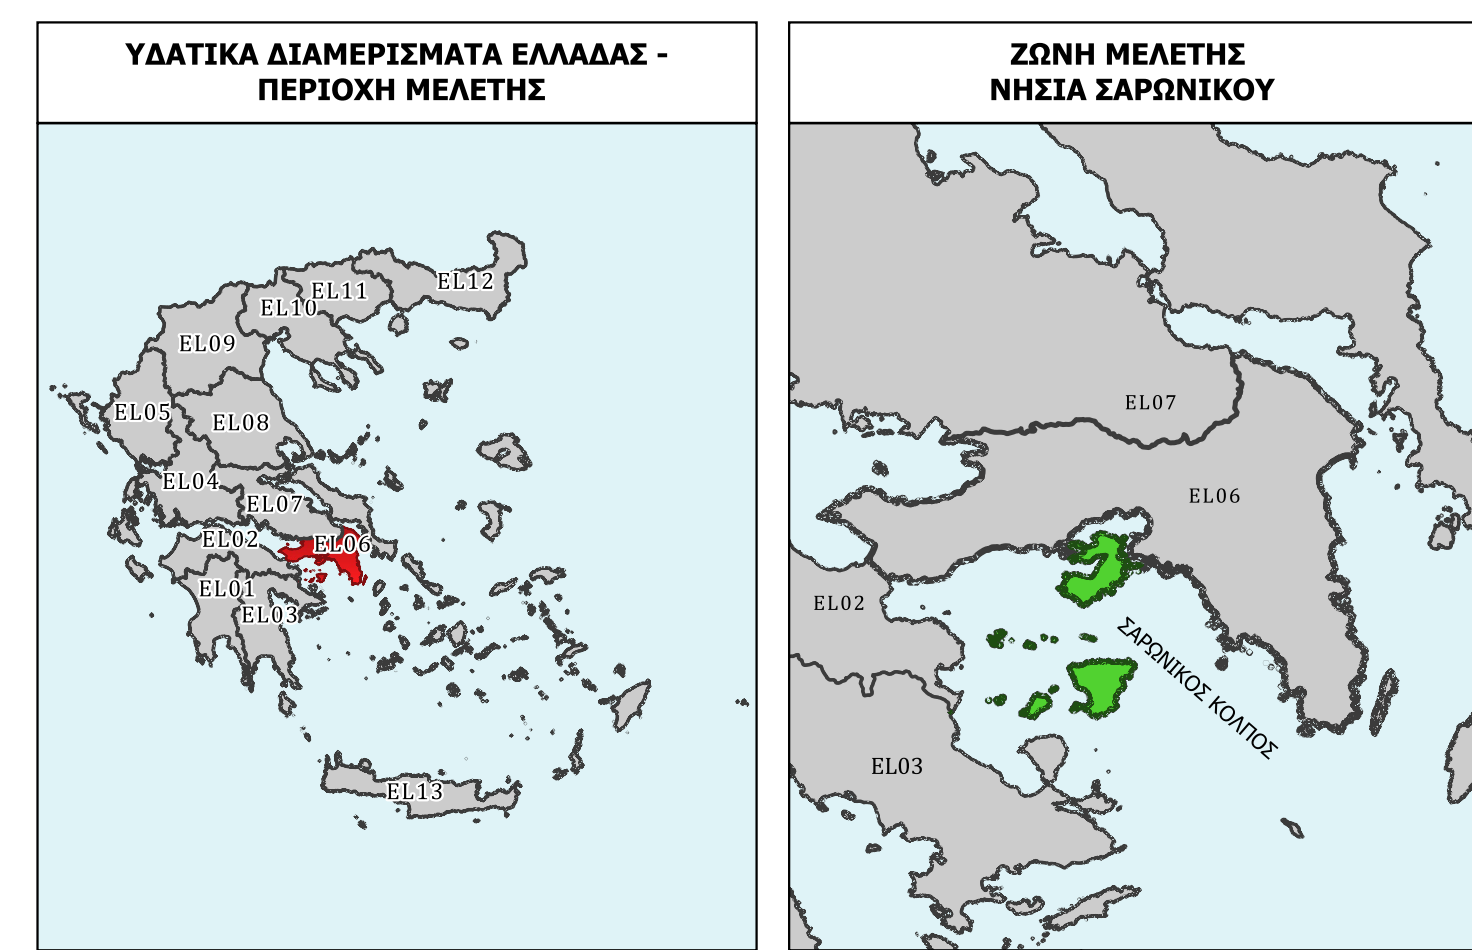 ΥΔΑΤΙΚΑ ΔΙΑΜΕΡΙΣΜΑΤΑ ΕΛΛΑΔΑΣ -
ΠΕΡΙΟΧΗ ΜΕΛΕΤΗΣ
EL12
EL11
EL10
EL09
EL05
EL08
EL04
EL07
EL02
EL06
EL01
EL03
EL13
ΖΩΝΗ ΜΕΛΕΤΗΣ
ΝΗΣΙΑ ΣΑΡΩΝΙΚΟΥ
EL07
EL06
EL02
ΣΑΡΩΝΙΚΟΣ ΚΟΛΠΟΣ
EL03